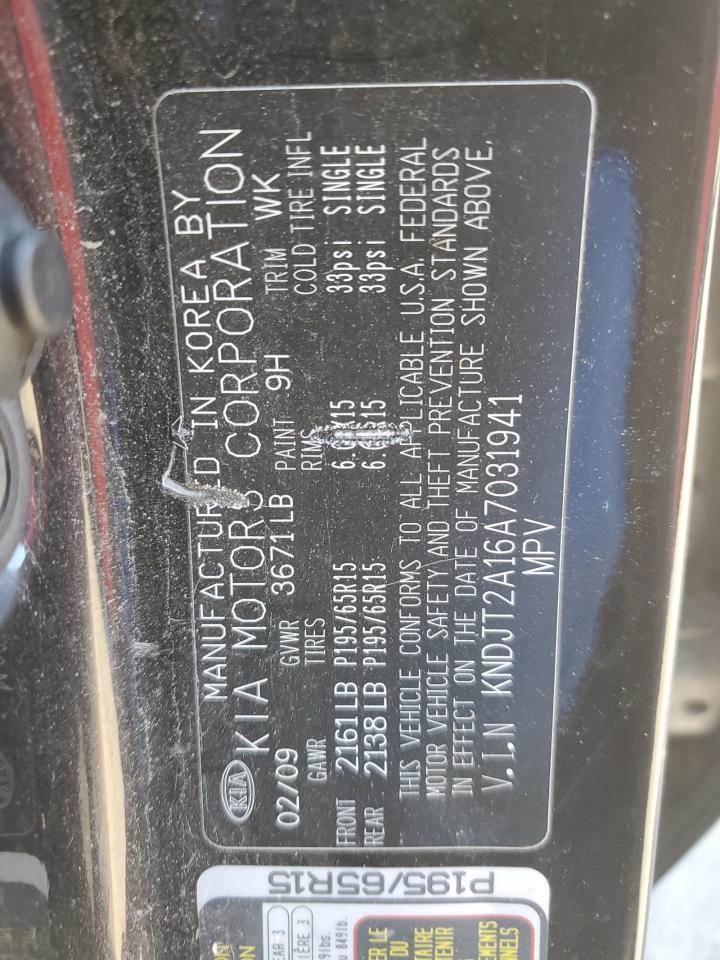 MANUFACTURED IN KOREA BY
KIA KIA MOTORS CORPORATION
02/09 GVWR 3671LB PAINT 9H TRIM WK
GAWR TIRES RIMS COLD TIRE INFL
FRONT 2161LB P195/65R15 33psi SINGLE
REAR 2138LB P195/65R15 33psi SINGLE
THIS VEHICLE CONFORMS TO ALL APPLICABLE U.S.A. FEDERAL
MOTOR VEHICLE SAFETY AND THEFT PREVENTION STANDARDS
IN EFFECT ON THE DATE OF MANUFACTURE SHOWN ABOVE.
V.I.N KNDJT2A16A7031941
MPV
P195/65R15